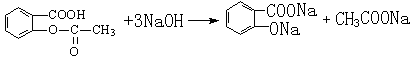 COOH
O－C－CH₃ +3NaOH → COONa + CH₃COONa
O
ONa